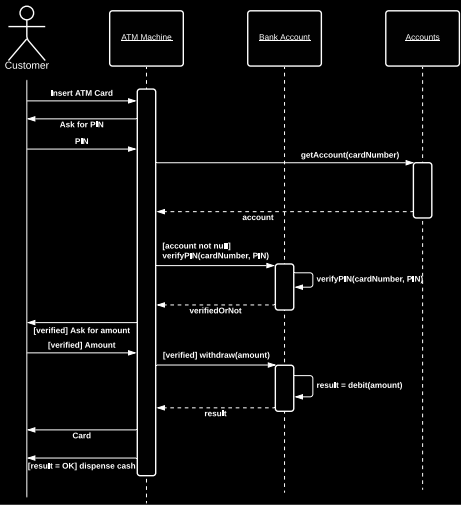 ATM Machine
Bank Account
Accounts
Customer
Insert ATM Card
Ask for PIN
PIN
getAccount(cardNumber)
account
[account not null]
verifyPIN(cardNumber, PIN)
verifyPIN(cardNumber, PIN)
verifiedOrNot
[verified] Ask for amount
[verified] Amount
[verified] withdraw(amount)
result = debit(amount)
result
Card
[result = OK] dispense cash